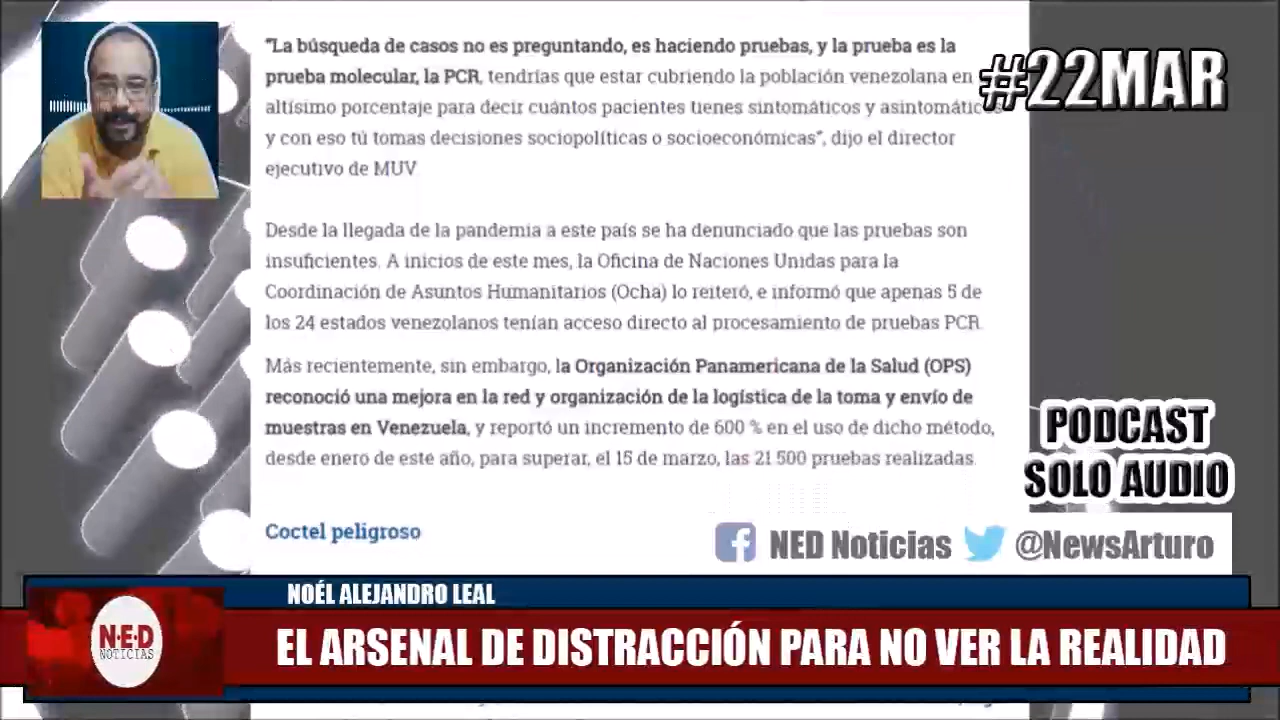 "La búsqueda de casos no es preguntando, es haciendo pruebas, y la prueba es la
prueba molecular, la PCR, tendrías que estar cubriendo la población venezolana en
altísimo porcentaje para decir cuántos pacientes tienes sintomáticos y asintomáticos
y con eso tú tomas decisiones sociopolíticas o socioeconómicas", dijo el director
ejecutivo de MUV
#22MAR
Desde la llegada de la pandemia a este país se ha denunciado que las pruebas son
insuficientes. A inicios de este mes, la Oficina de Naciones Unidas para la
Coordinación de Asuntos Humanitarios (Ocha) lo reiteró, e informó que apenas 5 de
los 24 estados venezolanos tenían acceso directo al procesamiento de pruebas PCR.
Más recientemente, sin embargo, la Organización Panamericana de la Salud (OPS)
reconoció una mejora en la red y organización de la logística de la toma y envío de
muestras en Venezuela, y reportó un incremento de 600 % en el uso de dicho método,
desde enero de este año, para superar, el 15 de marzo, las 21 500 pruebas realizadas.
PODCAST
SOLO AUDIO
Coctel peligroso
NED Noticias @NewsArturo
NOÉL ALEJANDRO LEAL
N·E·D
NOTICIAS
EL ARSENAL DE DISTRACCIÓN PARA NO VER LA REALIDAD